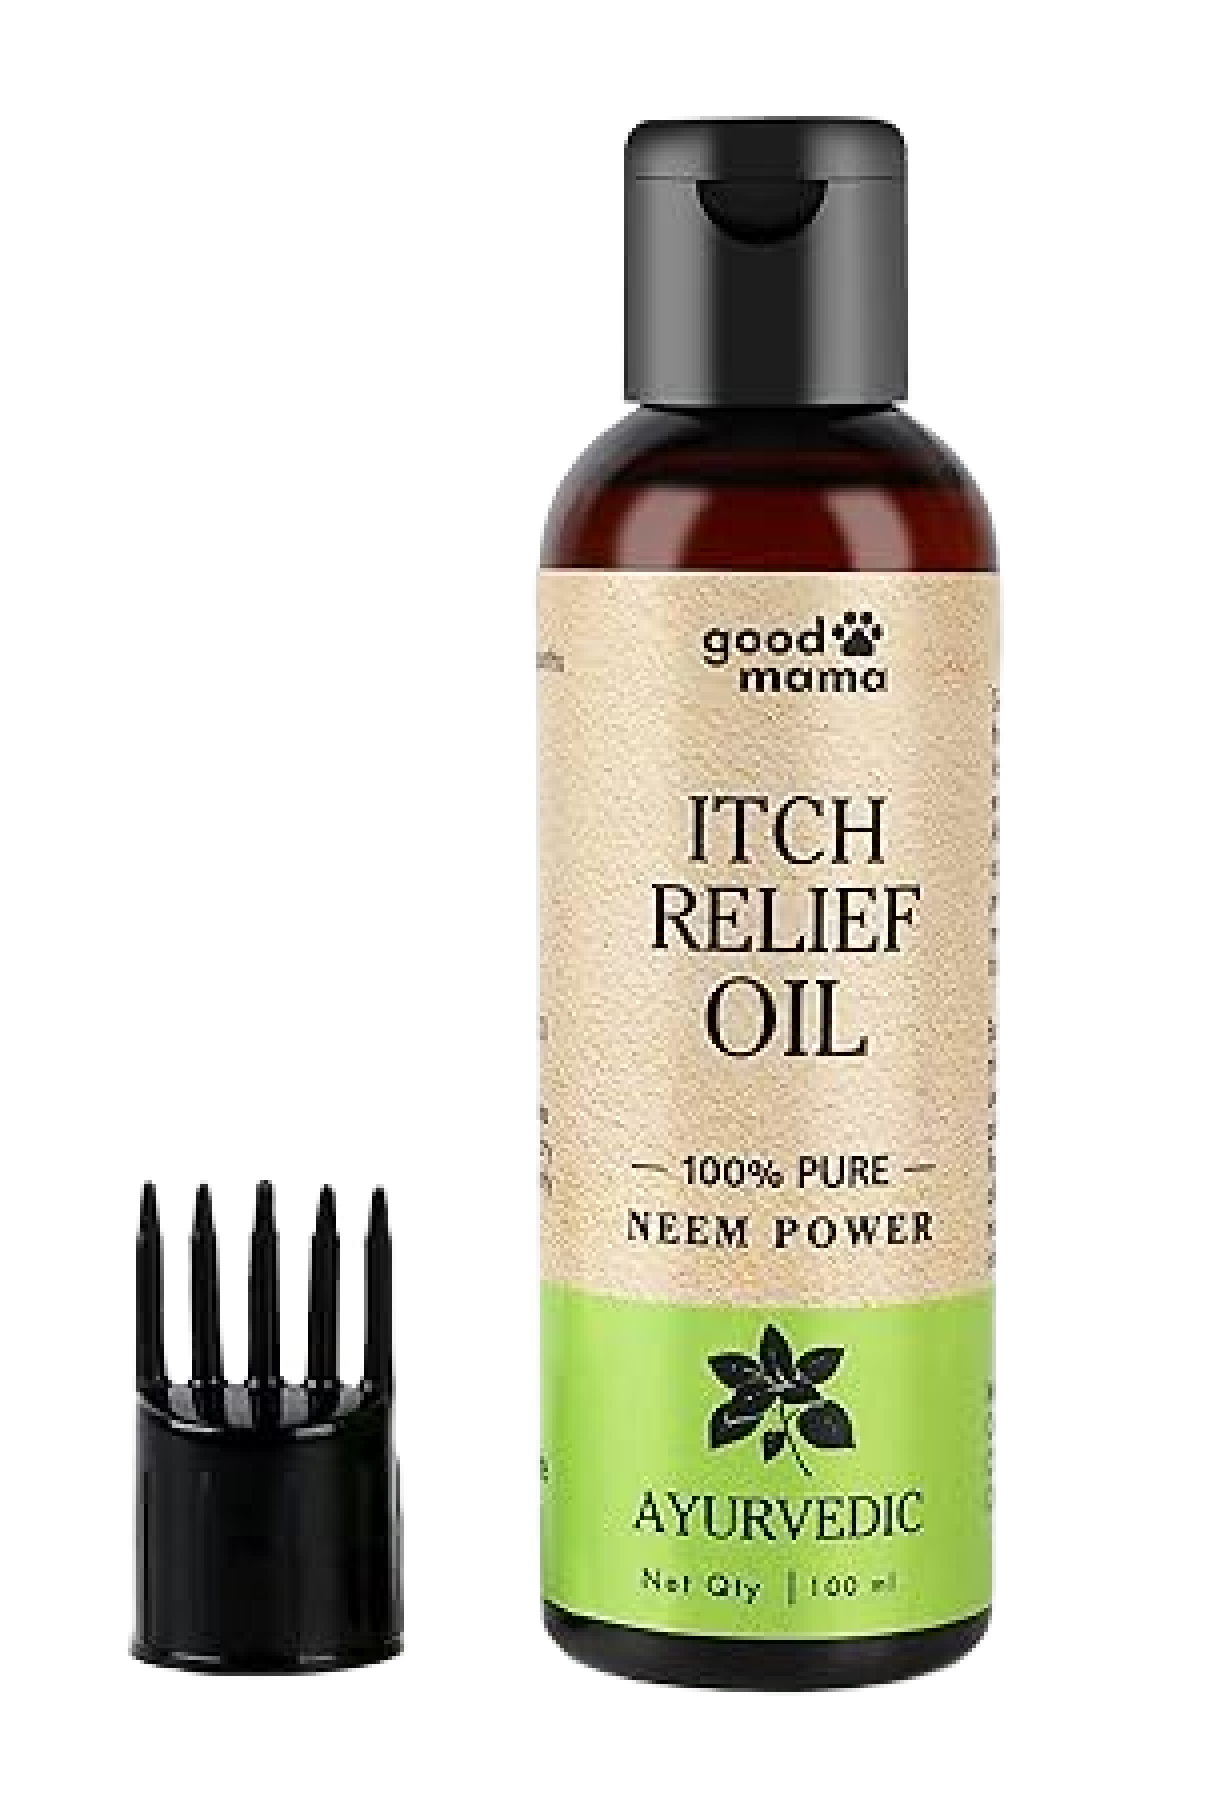 good
mama
ITCH
RELIEF
OIL
100% PURE
NEEM POWER
AYURVEDIC
Net Qty | 100 ml